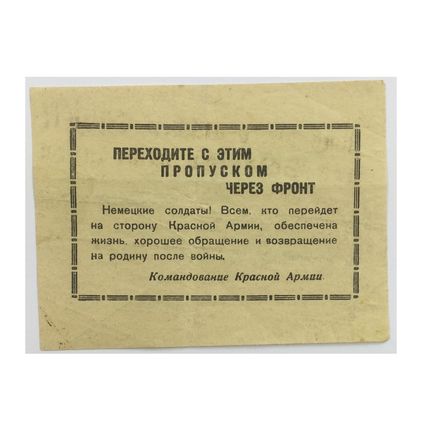 ПЕРЕХОДИТЕ С ЭТИМ
ПРОПУСКОМ
ЧЕРЕЗ ФРОНТ
Немецкие солдаты! Всем, кто перейдет
на сторону Красной Армии, обеспечена
жизнь, хорошее обращение и возвращение
на родину после войны.
Командование Красной Армии.